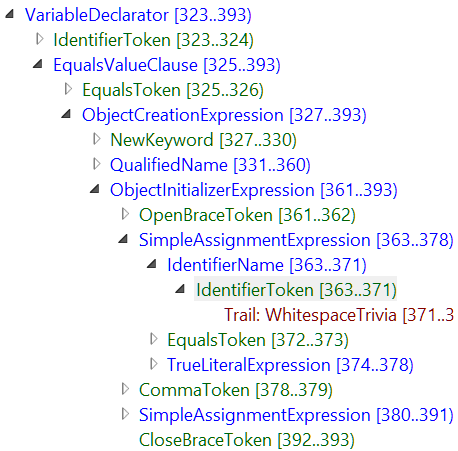 VariableDeclarator [323..393)
IdentifierToken [323..324)
EqualsValueClause [325..393)
EqualsToken [325..326)
ObjectCreationExpression [327..393)
NewKeyword [327..330)
QualifiedName [331..360)
ObjectInitializerExpression [361..393)
OpenBraceToken [361..362)
SimpleAssignmentExpression [363..378)
IdentifierName [363..371)
IdentifierToken [363..371)
Trail: WhitespaceTrivia [371..3
EqualsToken [372..373)
TrueLiteralExpression [374..378)
CommaToken [378..379)
SimpleAssignmentExpression [380..391)
CloseBraceToken [392..393)